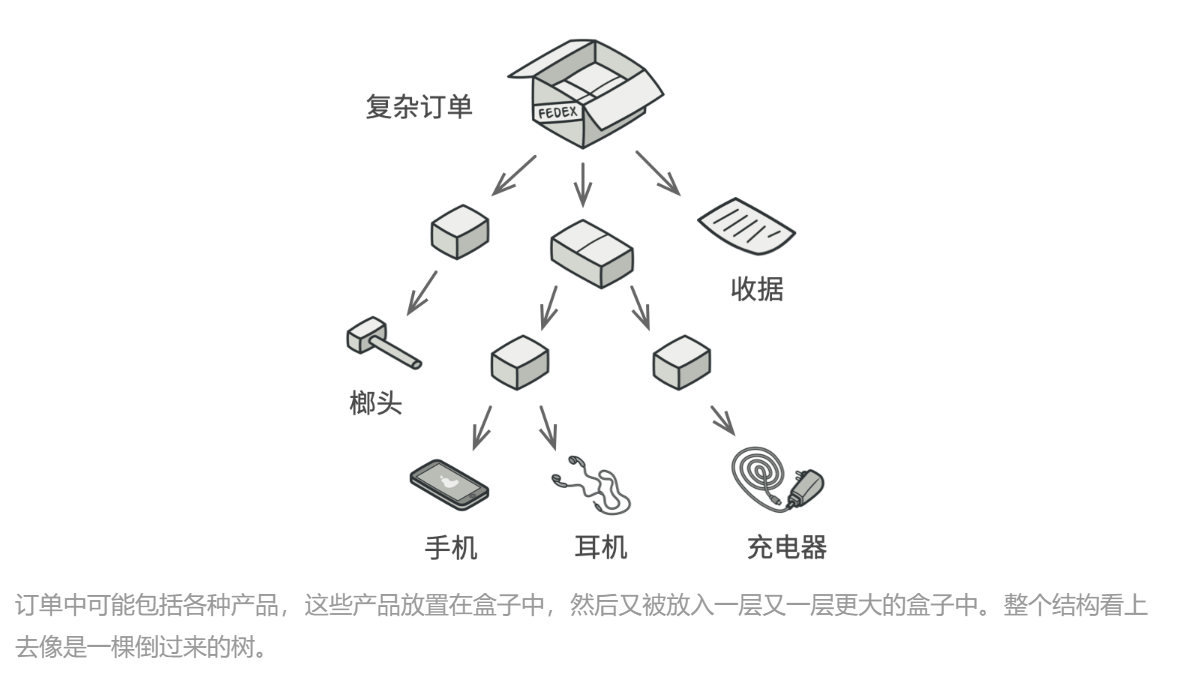 复杂订单
FEDEX
收据
榔头
手机
耳机
充电器
订单中可能包括各种产品，这些产品放置在盒子中，然后又被放入一层又一层更大的盒子中。整个结构看上
去像是一棵倒过来的树。